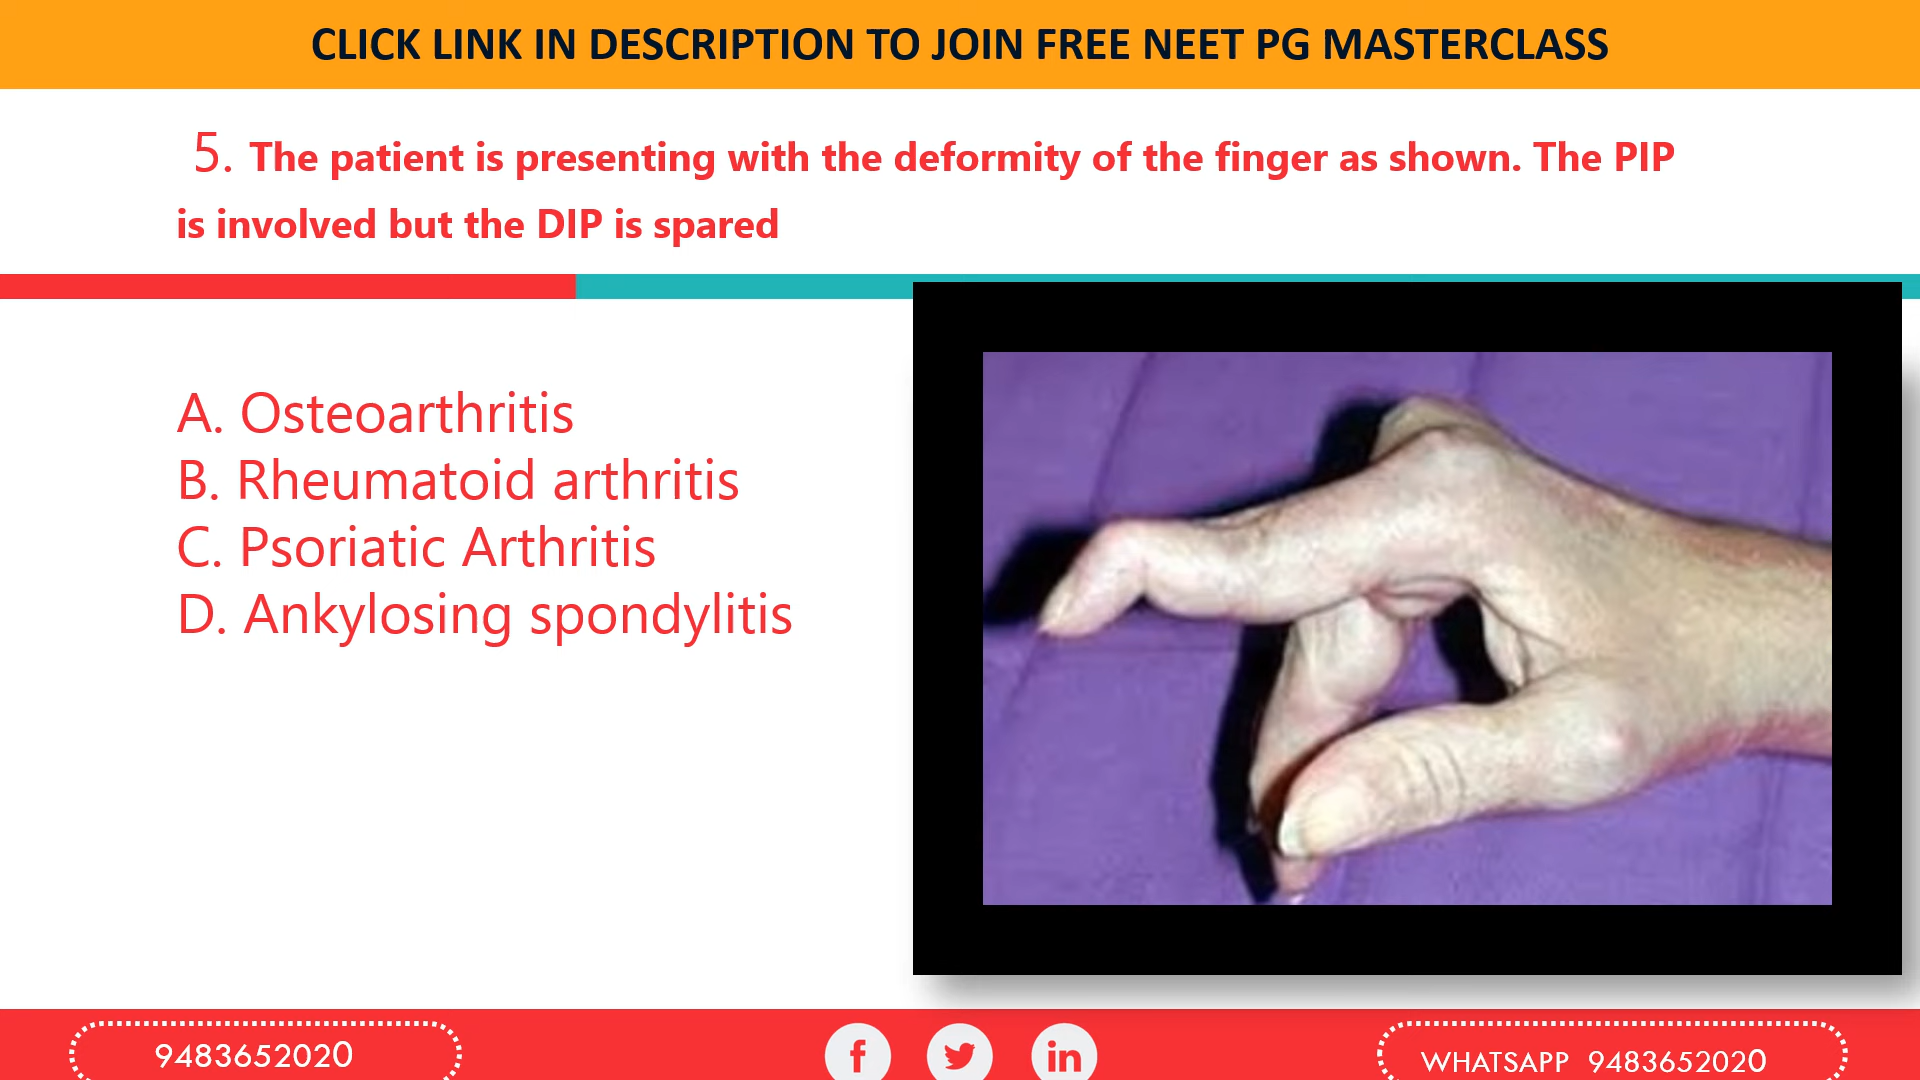 CLICK LINK IN DESCRIPTION TO JOIN FREE NEET PG MASTERCLASS
5. The patient is presenting with the deformity of the finger as shown. The PIP
is involved but the DIP is spared
A. Osteoarthritis
B. Rheumatoid arthritis
C. Psoriatic Arthritis
D. Ankylosing spondylitis
9483652020
f
in
WHATSAPP 9483652020